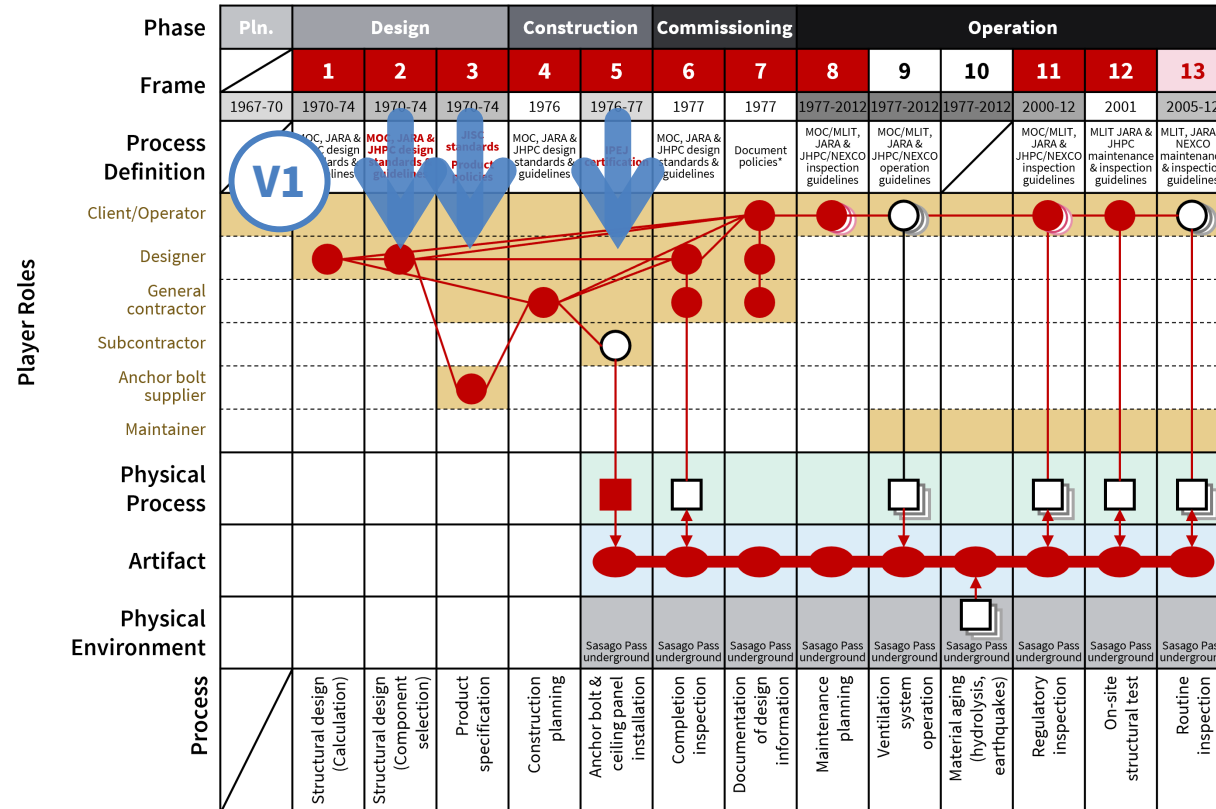 Phase
Pln.
Design
Construction
Commissioning
Operation
Frame
1
2
3
4
5
6
7
8
9
10
11
12
13
1967-70
1970-74
1970-74
1970-74
1976
1976-77
1977
1977
1977-2012
1977-2012
1977-2012
2000-12
2001
2005-12
Process
Definition
V1
MOC, JARA &
design
MOC, JARA &
JHPC design
standards &
guidelines
JISC
standards
Product
policies
MOC, JARA &
JHPC design
standards &
guidelines
certification
MOC, JARA &
JHPC design
standards &
guidelines
Document
policies*
MOC/MLIT,
JARA &
JHPC/NEXCO
inspection
guidelines
MOC/MLIT,
JARA &
JHPC/NEXCO
operation
guidelines
MOC/MLIT,
JARA &
JHPC/NEXCO
inspection
guidelines
MLIT JARA &
JHPC
maintenance
& inspection
guidelines
MLIT, JARA
NEXCO
guidelines
Player Roles
Client/Operator
Designer
General
contractor
Subcontractor
Anchor bolt
supplier
Maintainer
Physical
Process
Artifact
Physical
Environment
Sasago Pass
underground
Sasago Pass
underground
Sasago Pass
underground
Sasago Pass
underground
Sasago Pass
underground
Sasago Pass
underground
Sasago Pass
underground
Sasago Pass
underground
Sasago Pass
Process
Structural design
(Calculation)
Structural design
(Component
selection)
Product
specification
Construction
planning
Anchor bolt &
ceiling panel
installation
Completion
inspection
Documentation
of design
information
Maintenance
planning
Ventilation
system
operation
Material aging
(hydrolysis,
earthquakes)
Regulatory
inspection
On-site
structural test
Routine
inspection